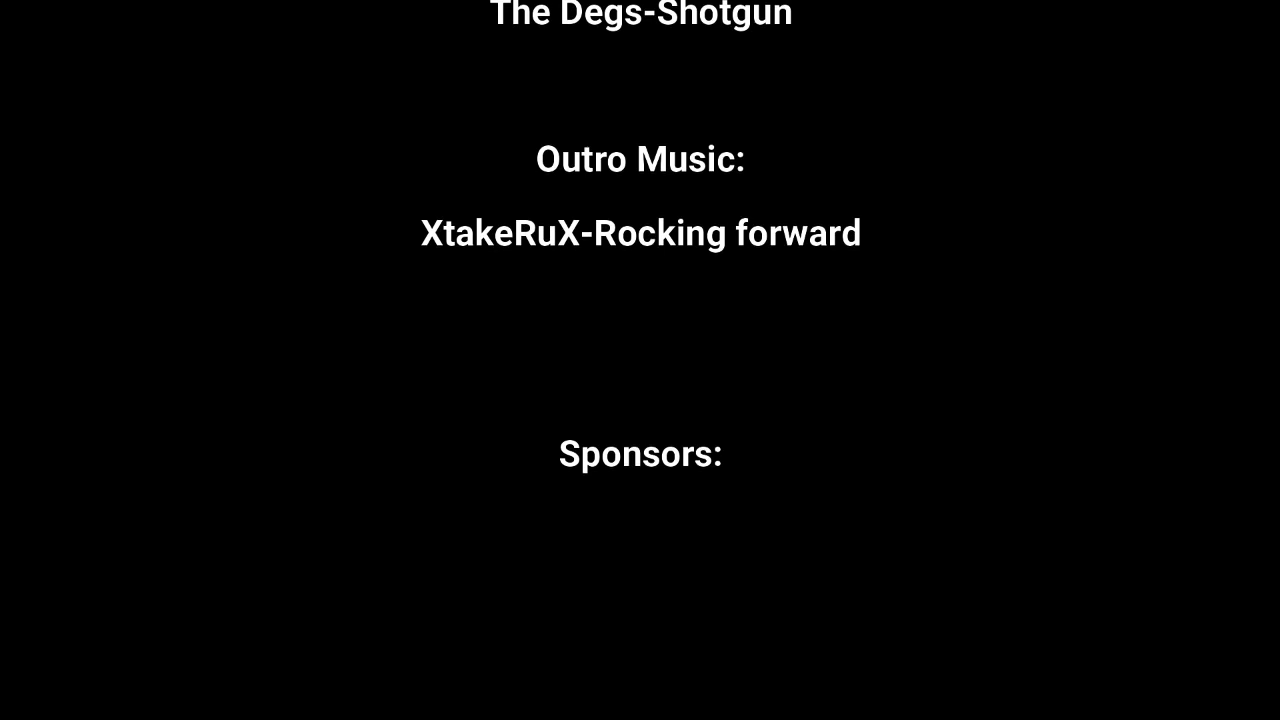 The Degs-Shotgun
Outro Music:
XtakeRuX-Rocking forward
Sponsors: